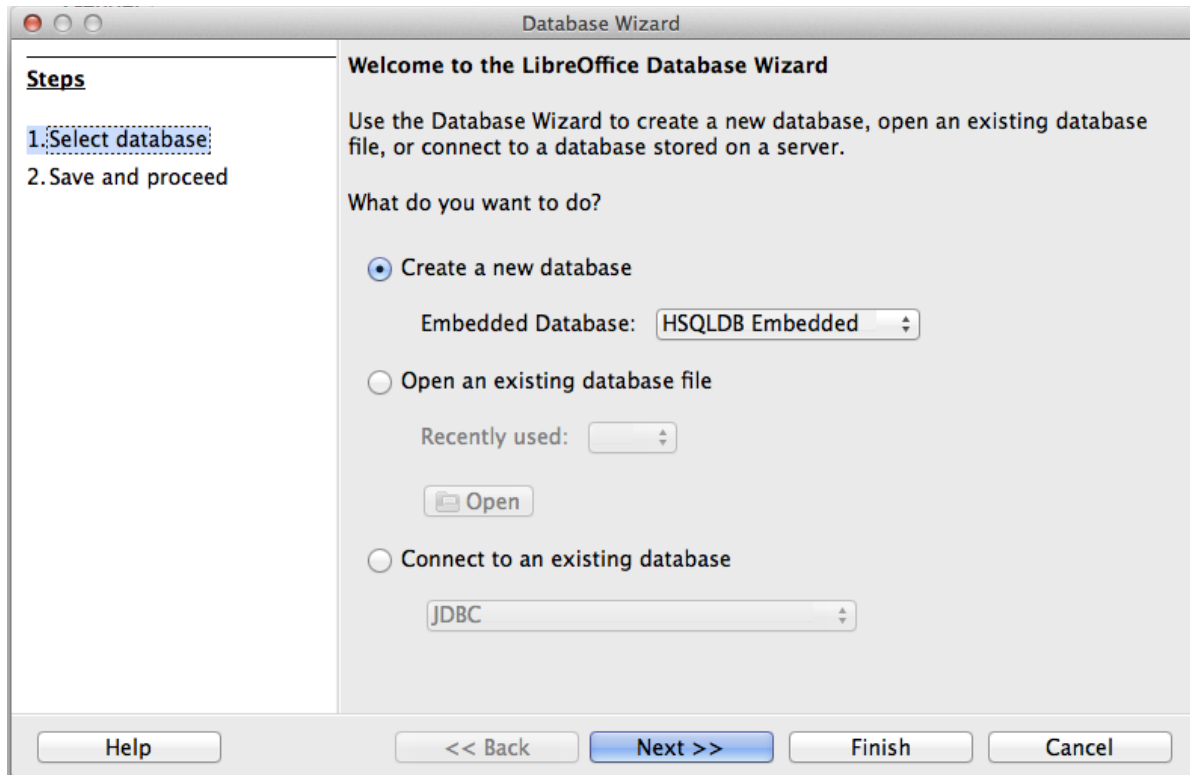 Database Wizard
Steps
1. Select database
2. Save and proceed
Welcome to the LibreOffice Database Wizard
Use the Database Wizard to create a new database, open an existing database
file, or connect to a database stored on a server.
What do you want to do?
Create a new database
Embedded Database: HSQLDB Embedded
Open an existing database file
Recently used:
Open
Connect to an existing database
JDBC
Help << Back Next >> Finish Cancel